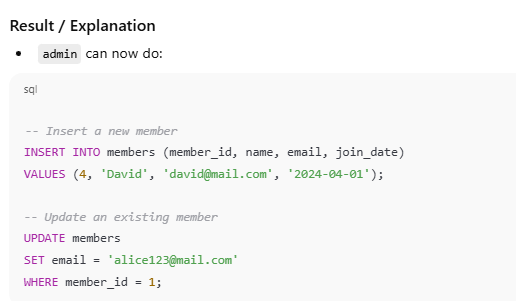 Result / Explanation
• admin can now do:
sql
-- Insert a new member
INSERT INTO members (member_id, name, email, join_date)
VALUES (4, 'David', 'david@mail.com', '2024-04-01');
-- Update an existing member
UPDATE members
SET email = 'alice123@mail.com'
WHERE member_id = 1;